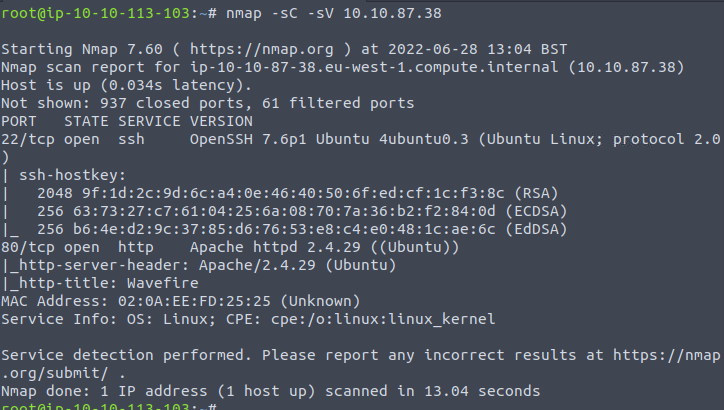 root@ip-10-10-113-103:~# nmap -sC -sV 10.10.87.38
Starting Nmap 7.60 ( https://nmap.org ) at 2022-06-28 13:04 BST
Nmap scan report for ip-10-10-87-38.eu-west-1.compute.internal (10.10.87.38)
Host is up (0.034s latency).
Not shown: 937 closed ports, 61 filtered ports
PORT   STATE SERVICE VERSION
22/tcp open  ssh     OpenSSH 7.6p1 Ubuntu 4ubuntu0.3 (Ubuntu Linux; protocol 2.0
)
| ssh-hostkey:
|   2048 9f:1d:2c:9d:6c:a4:0e:46:40:50:6f:ed:cf:1c:f3:8c (RSA)
|   256 63:73:27:c7:61:04:25:6a:08:70:7a:36:b2:f2:84:0d (ECDSA)
|_  256 b6:4e:d2:9c:37:85:d6:76:53:e8:c4:e0:48:1c:ae:6c (EdDSA)
80/tcp open  http    Apache httpd 2.4.29 ((Ubuntu))
|_http-server-header: Apache/2.4.29 (Ubuntu)
|_http-title: Wavefire
MAC Address: 02:0A:EE:FD:25:25 (Unknown)
Service Info: OS: Linux; CPE: cpe:/o:linux:linux_kernel
Service detection performed. Please report any incorrect results at https://nmap
.org/submit/ .
Nmap done: 1 IP address (1 host up) scanned in 13.04 seconds
root@ip-10-10-113-103:~#